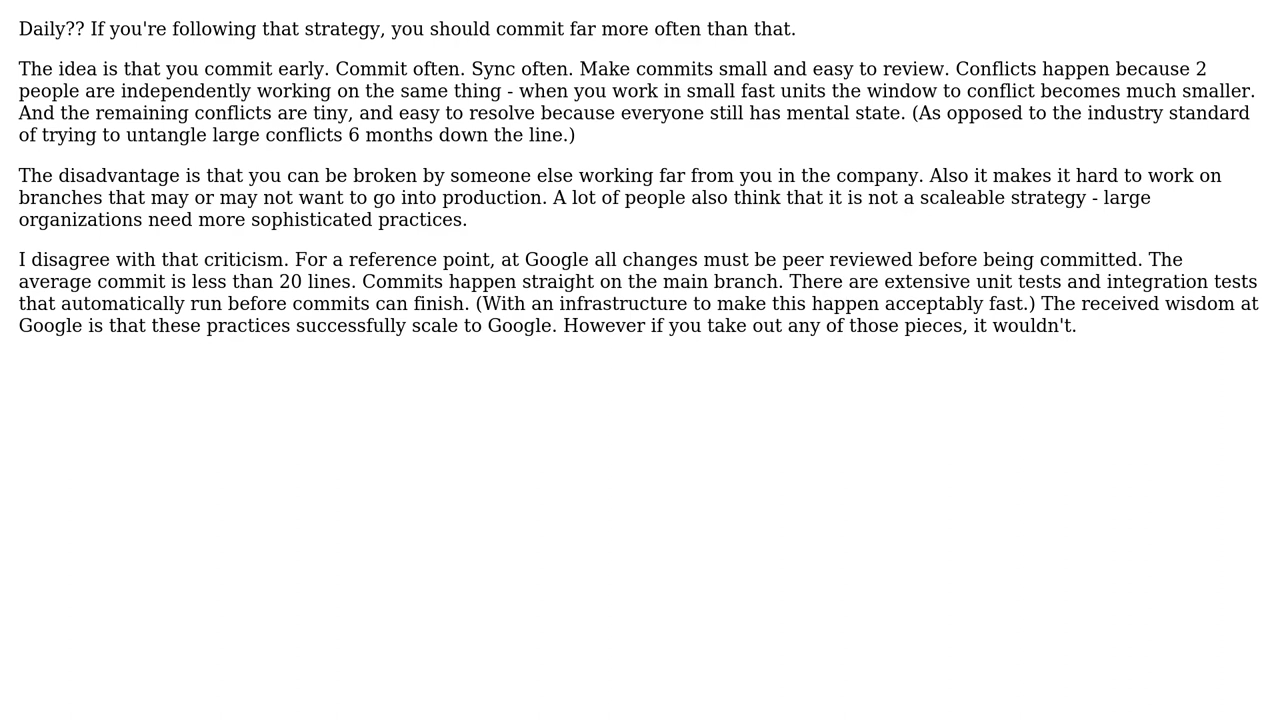 Daily?? If you're following that strategy, you should commit far more often than that.
The idea is that you commit early. Commit often. Sync often. Make commits small and easy to review. Conflicts happen because 2
people are independently working on the same thing - when you work in small fast units the window to conflict becomes much smaller.
And the remaining conflicts are tiny, and easy to resolve because everyone still has mental state. (As opposed to the industry standard
of trying to untangle large conflicts 6 months down the line.)
The disadvantage is that you can be broken by someone else working far from you in the company. Also it makes it hard to work on
branches that may or may not want to go into production. A lot of people also think that it is not a scaleable strategy - large
organizations need more sophisticated practices.
I disagree with that criticism. For a reference point, at Google all changes must be peer reviewed before being committed. The
average commit is less than 20 lines. Commits happen straight on the main branch. There are extensive unit tests and integration tests
that automatically run before commits can finish. (With an infrastructure to make this happen acceptably fast.) The received wisdom at
Google is that these practices successfully scale to Google. However if you take out any of those pieces, it wouldn't.